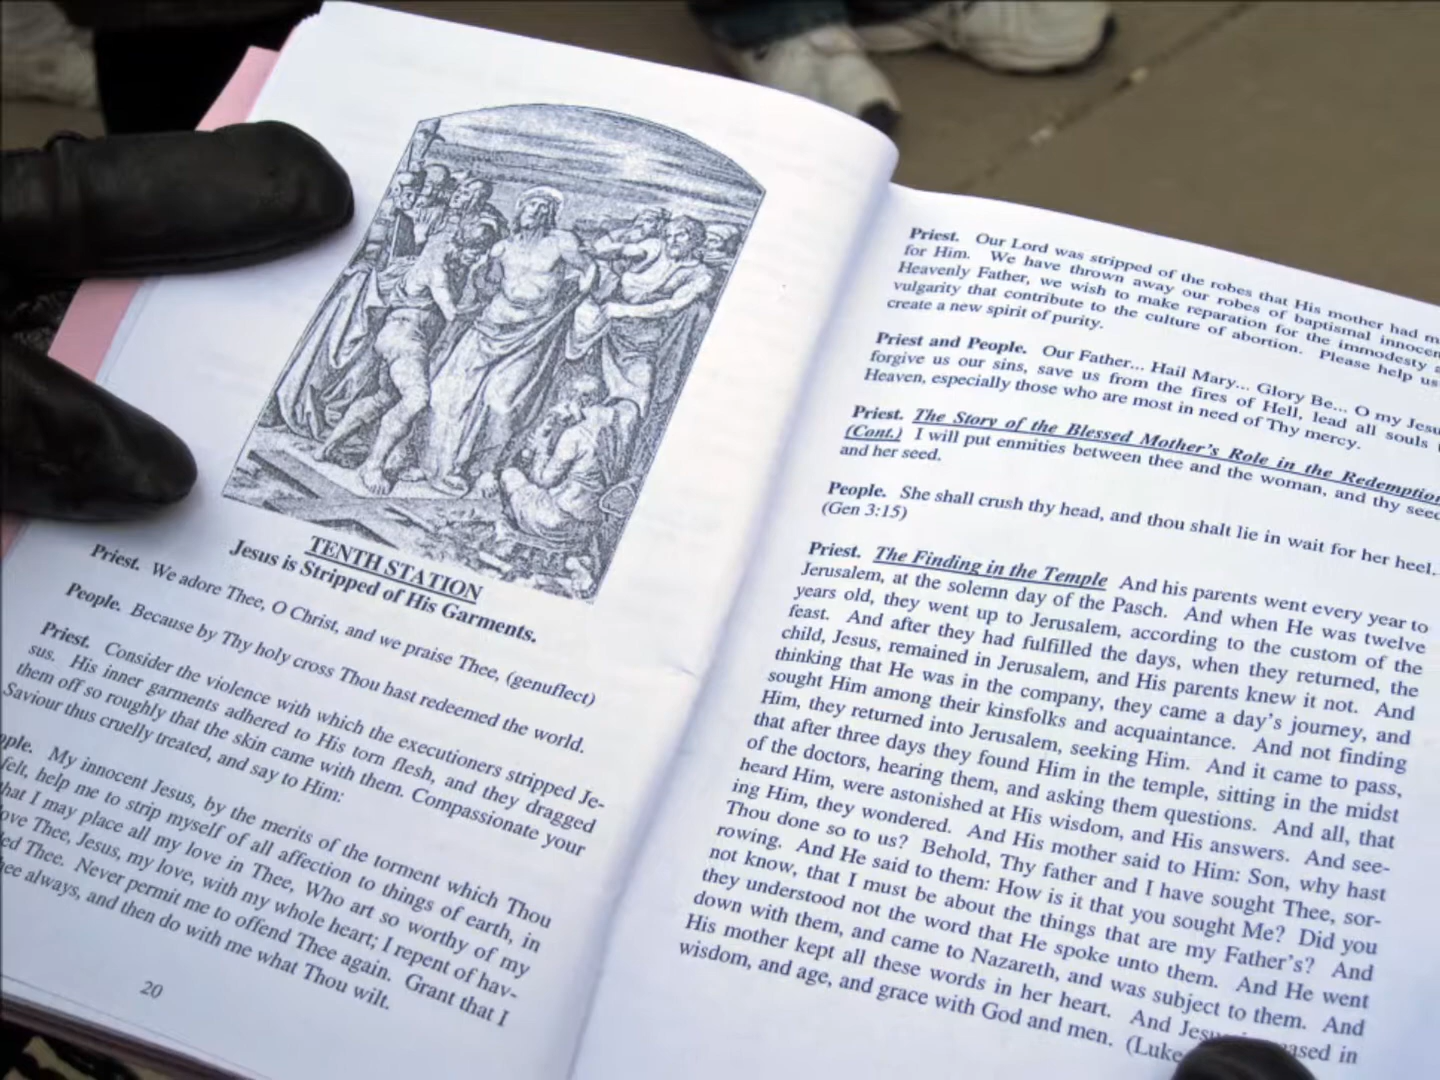 TENTH STATION
Jesus is Stripped of His Garments.
Priest. We adore Thee, O Christ, and we praise Thee, (genuflect)
People. Because by Thy holy cross Thou hast redeemed the world.
Priest. Consider the violence with which the executioners stripped Je-
sus. His inner garments adhered to His torn flesh, and they dragged
them off so roughly that the skin came with them. Compassionate your
Saviour thus cruelly treated, and say to Him:
My innocent Jesus, by the merits of the torment which Thou
felt, help me to strip myself of all affection to things of earth, in
that I may place all my love in Thee, Who art so worthy of my
Thee, Jesus, my love, with my whole heart; I repent of hav-
Thee. Never permit me to offend Thee again. Grant that I
always, and then do with me what Thou wilt.
20
Priest. Our Lord was stripped of the robes that His mother had
for Him. We have thrown away our robes of baptismal
Heavenly Father, we wish to make reparation for the immodesty
vulgarity that contribute to the culture of abortion. Please help us
create a new spirit of purity.
Priest and People. Our Father... Hail Mary... Glory Be... O my
forgive us our sins, save us from the fires of Hell, lead all souls
Heaven, especially those who are most in need of Thy mercy.
Priest. The Story of the Blessed Mother's Role in the Redemption
(Cont.) I will put enmities between thee and the woman, and thy seed
and her seed.
People. She shall crush thy head, and thou shalt lie in wait for her heel.
(Gen 3:15)
Priest. The Finding in the Temple And his parents went every year to
Jerusalem, at the solemn day of the Pasch. And when He was twelve
years old, they went up to Jerusalem, according to the custom of the
feast. And after they had fulfilled the days, when they returned, the
child, Jesus, remained in Jerusalem, and His parents knew it not. And
thinking that He was in the company, they came a day's journey, and
sought Him among their kinsfolks and acquaintance. And not finding
Him, they returned into Jerusalem, seeking Him. And it came to pass,
that after three days they found Him in the temple, sitting in the midst
of the doctors, hearing them, and asking them questions. And all, that
heard Him, were astonished at His wisdom, and His answers. And see-
ing Him, they wondered. And His mother said to Him: Son, why hast
Thou done so to us? Behold, Thy father and I have sought Thee, sor-
rowing. And He said to them: How is it that you sought Me? Did you
not know, that I must be about the things that are my Father's? And
they understood not the word that He spoke unto them. And He went
down with them, and came to Nazareth, and was subject to them. And
His mother kept all these words in her heart. And in
wisdom, and age, and grace with God and men. (Luke